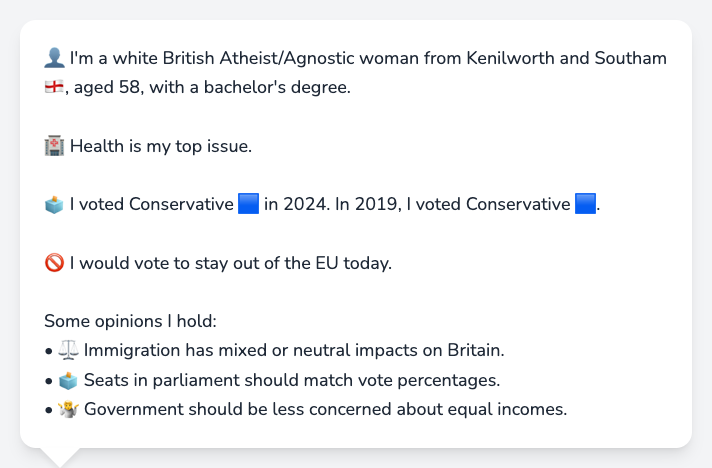 👤 I'm a white British Atheist/Agnostic woman from Kenilworth and Southam
🏴󠁧󠁢󠁥󠁮󠁧󠁿, aged 58, with a bachelor's degree.
🏥 Health is my top issue.
🗳️ I voted Conservative 🟦 in 2024. In 2019, I voted Conservative 🟦.
🚫 I would vote to stay out of the EU today.
Some opinions I hold:
• ⚖️ Immigration has mixed or neutral impacts on Britain.
• 🗳️ Seats in parliament should match vote percentages.
• 🤷‍♀️ Government should be less concerned about equal incomes.